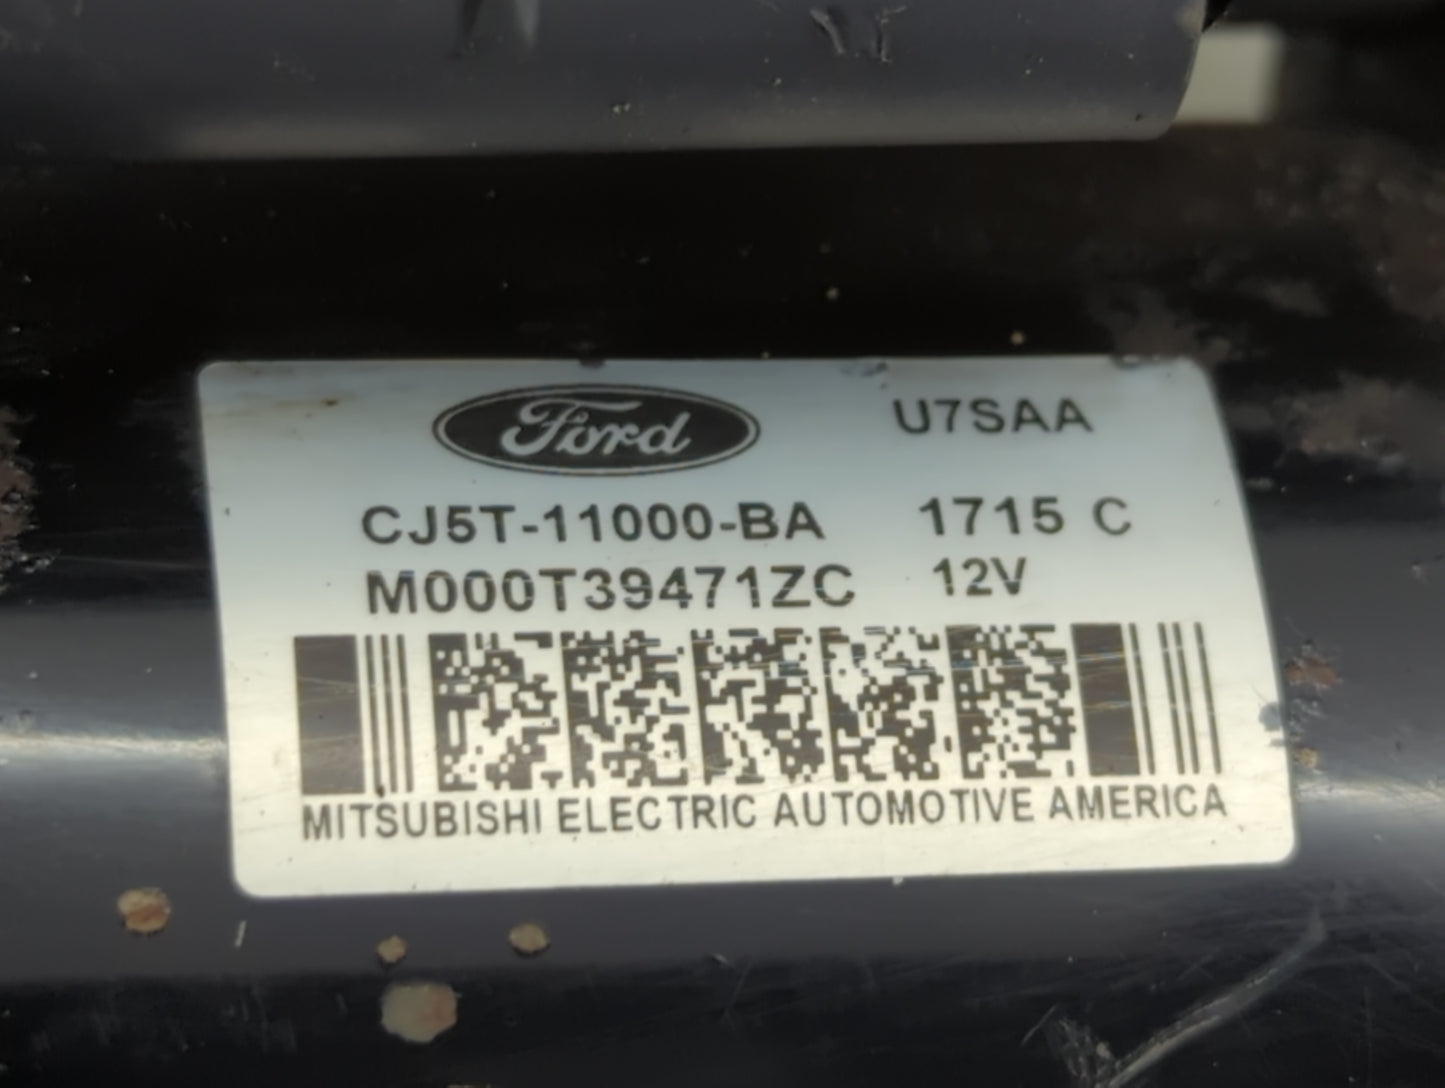 Ford U7SAA
CJ5T-11000-BA 1715 C
M000T39471ZC 12V
MITSUBISHI ELECTRIC AUTOMOTIVE AMERICA